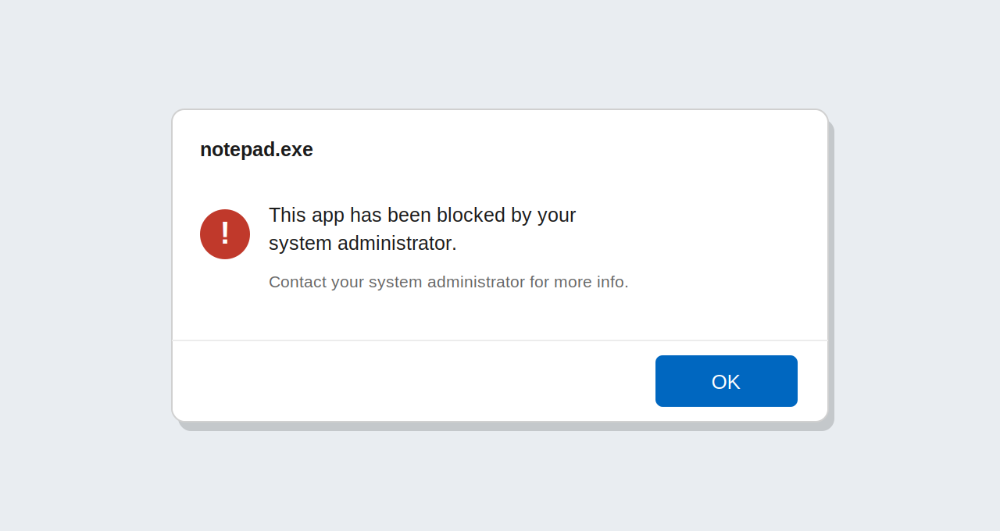 notepad.exe
!
This app has been blocked by your
system administrator.
Contact your system administrator for more info.
OK